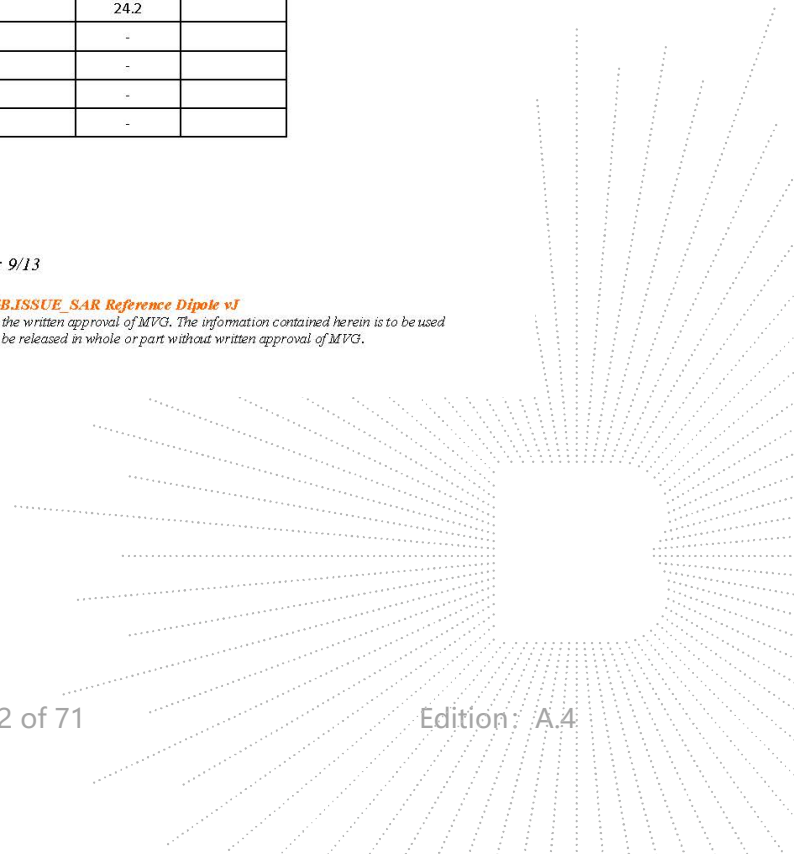 24.2
-
-
-
-
: 9/13
B.ISSUE_SAR Reference Dipole vJ
the written approval of MVG. The information contained herein is to be used
be released in whole or part without written approval of MVG.
2 of 71
Edition：A.4